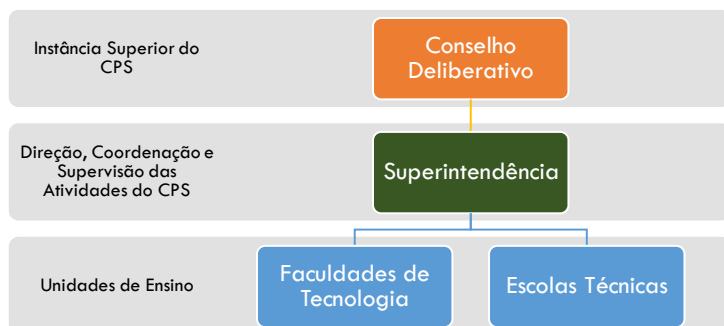 Instância Superior do
CPS
Conselho
Deliberativo
Direção, Coordenação e
Supervisão das
Atividades do CPS
Superintendência
Unidades de Ensino
Faculdades de
Tecnologia
Escolas Técnicas